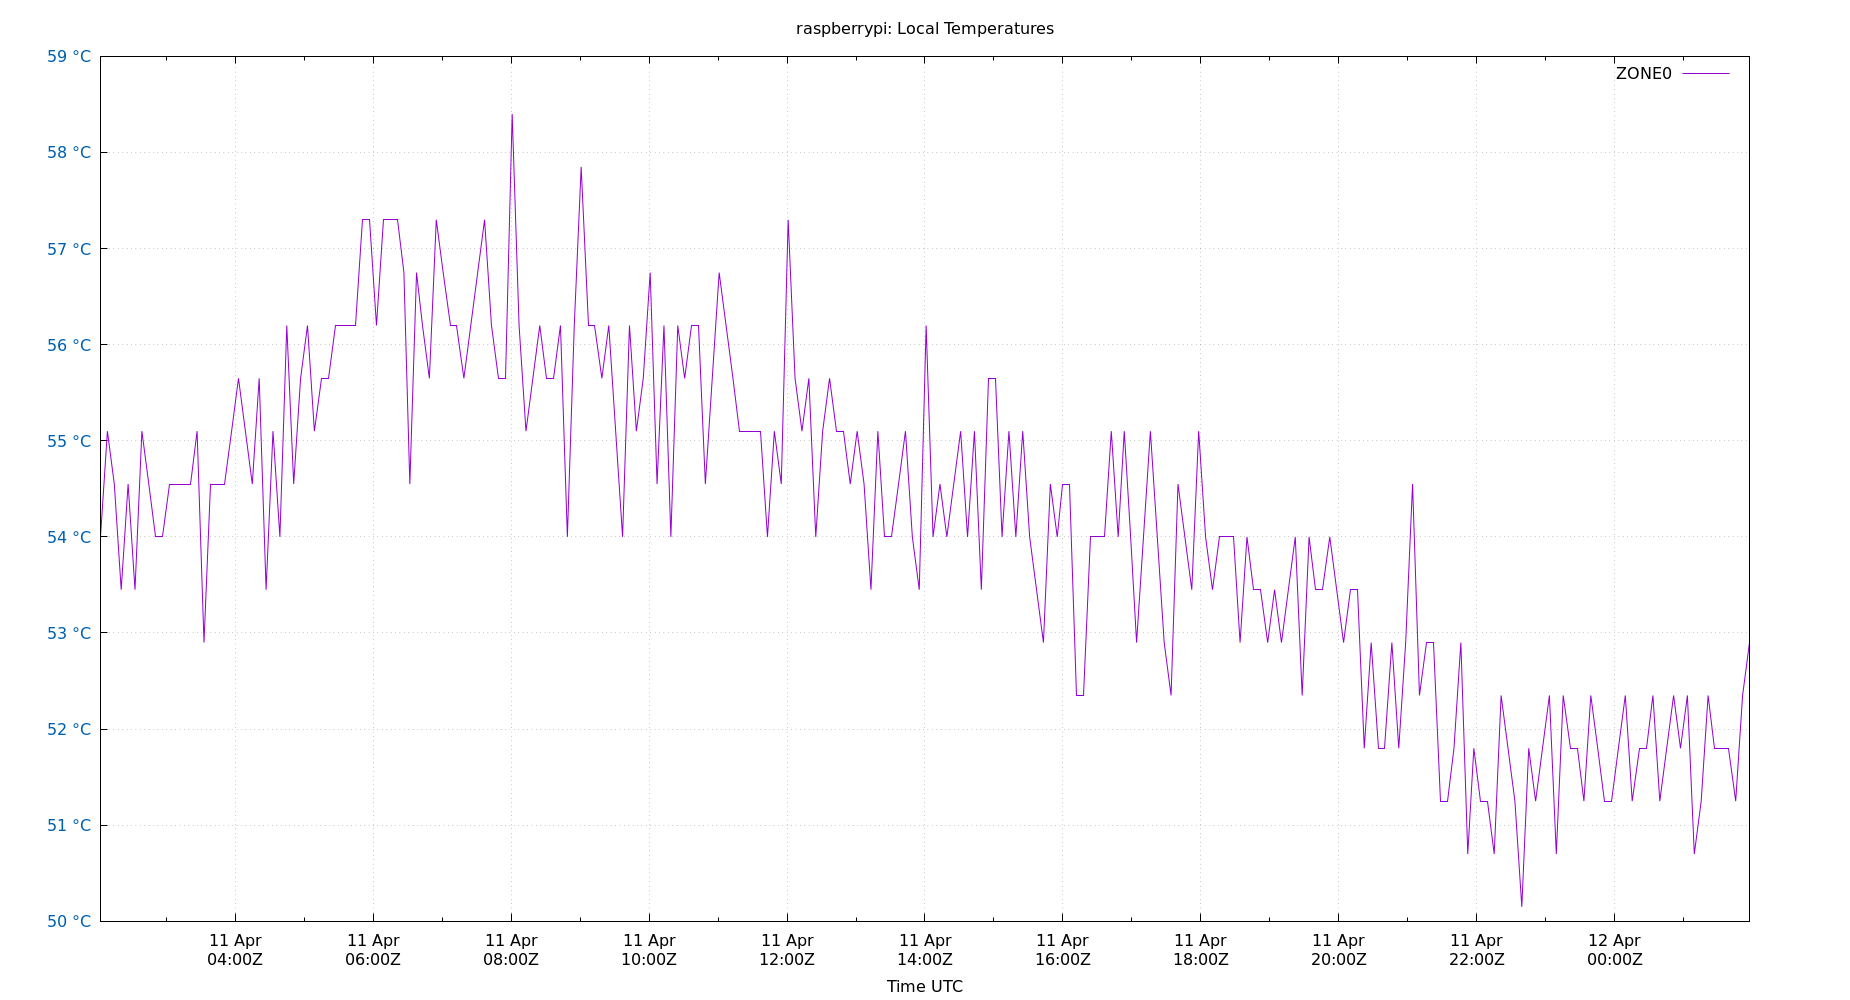 raspberrypi: Local Temperatures
59 °C
58 °C
57 °C
56 °C
55 °C
54 °C
53 °C
52 °C
51 °C
50 °C
ZONE0
11 Apr 11 Apr 11 Apr 11 Apr 11 Apr 11 Apr 11 Apr 11 Apr 11 Apr 11 Apr 12 Apr
04:00Z 06:00Z 08:00Z 10:00Z 12:00Z 14:00Z 16:00Z 18:00Z 20:00Z 22:00Z 00:00Z
Time UTC